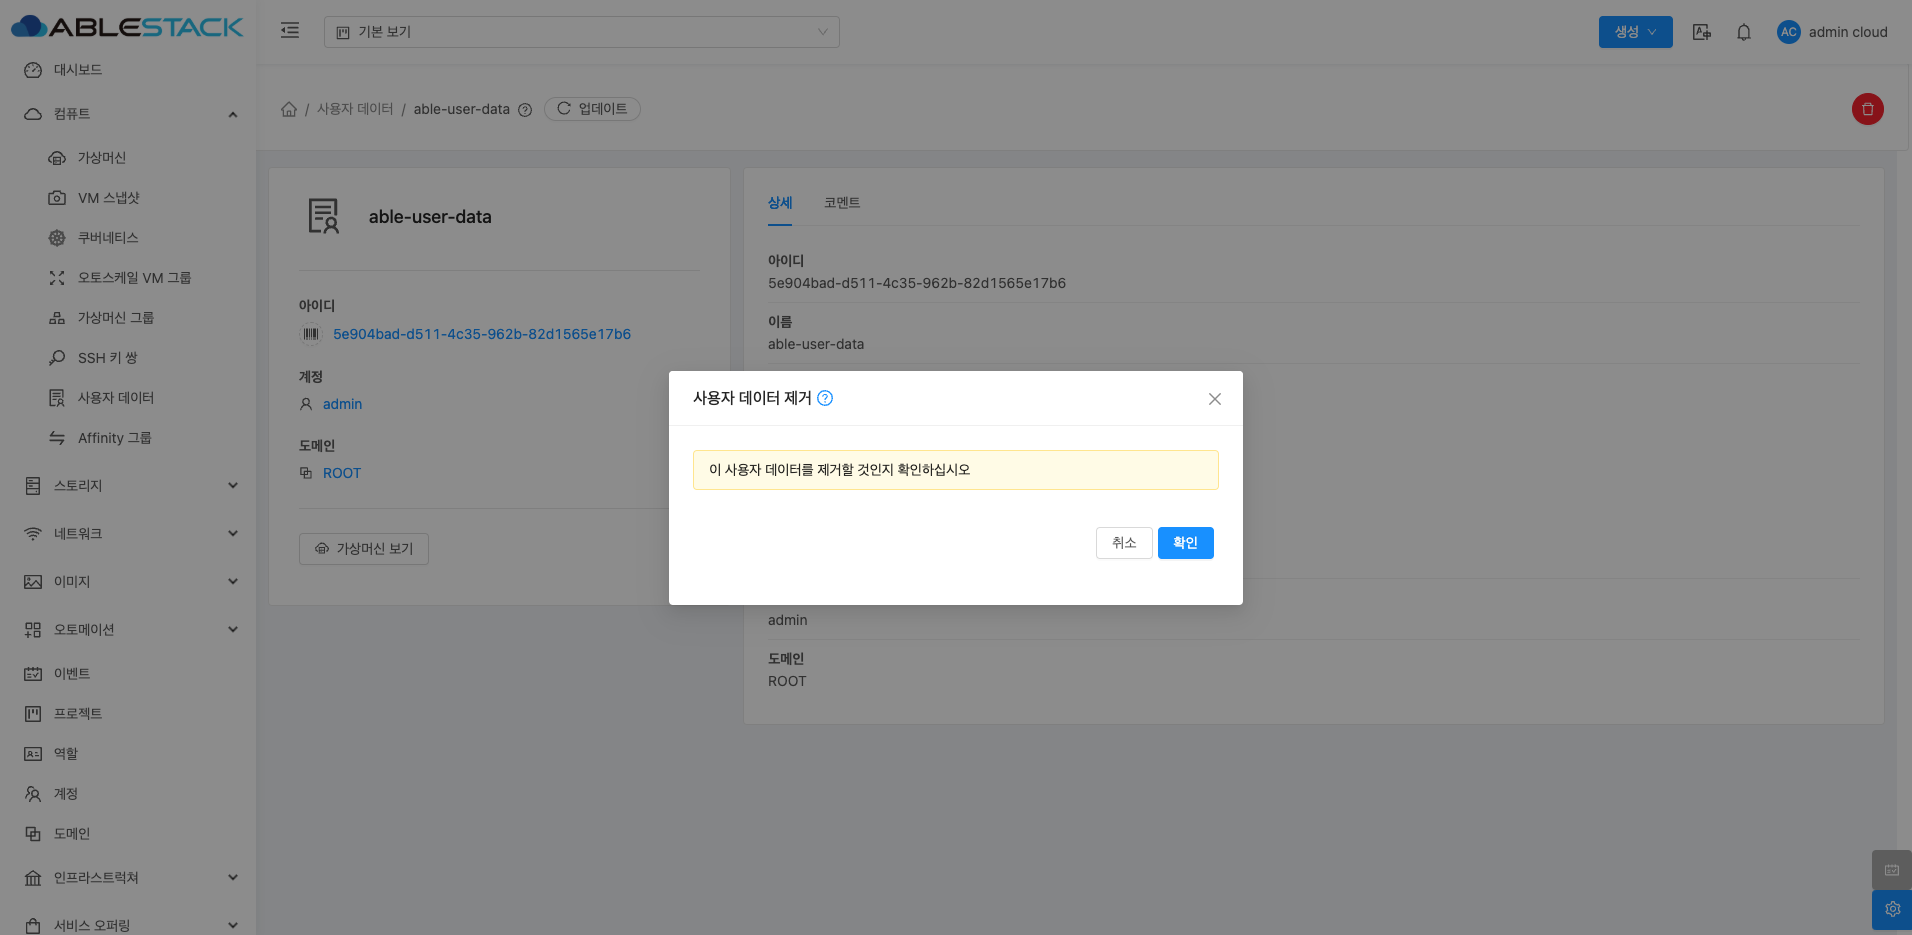 ABLESTACK
기본 보기
생성
AC
admin cloud
대시보드
컴퓨트
가상머신
VM 스냅샷
쿠버네티스
오토스케일 VM 그룹
가상머신 그룹
SSH 키 쌍
사용자 데이터
Affinity 그룹
스토리지
네트워크
이미지
오토메이션
이벤트
프로젝트
역할
계정
도메인
인프라스트럭쳐
서비스 오퍼링
/ 사용자 데이터 / able-user-data
업데이트
able-user-data
아이디
5e904bad-d511-4c35-962b-82d1565e17b6
계정
admin
도메인
ROOT
가상머신 보기
상세
코멘트
아이디
5e904bad-d511-4c35-962b-82d1565e17b6
이름
able-user-data
사용자 데이터 제거
이 사용자 데이터를 제거할 것인지 확인하십시오
취소
확인
admin
도메인
ROOT